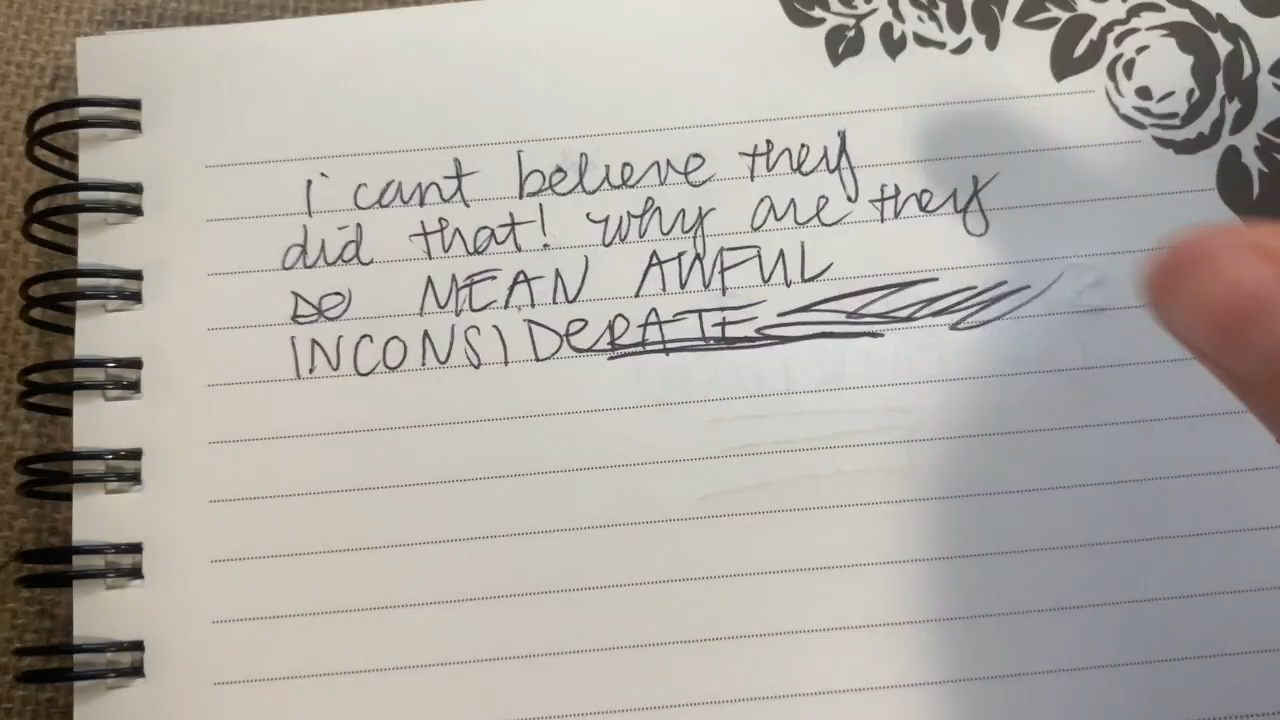 i cant believe they
did that! why are they
so MEAN AWFUL
INCONSIDeRATE